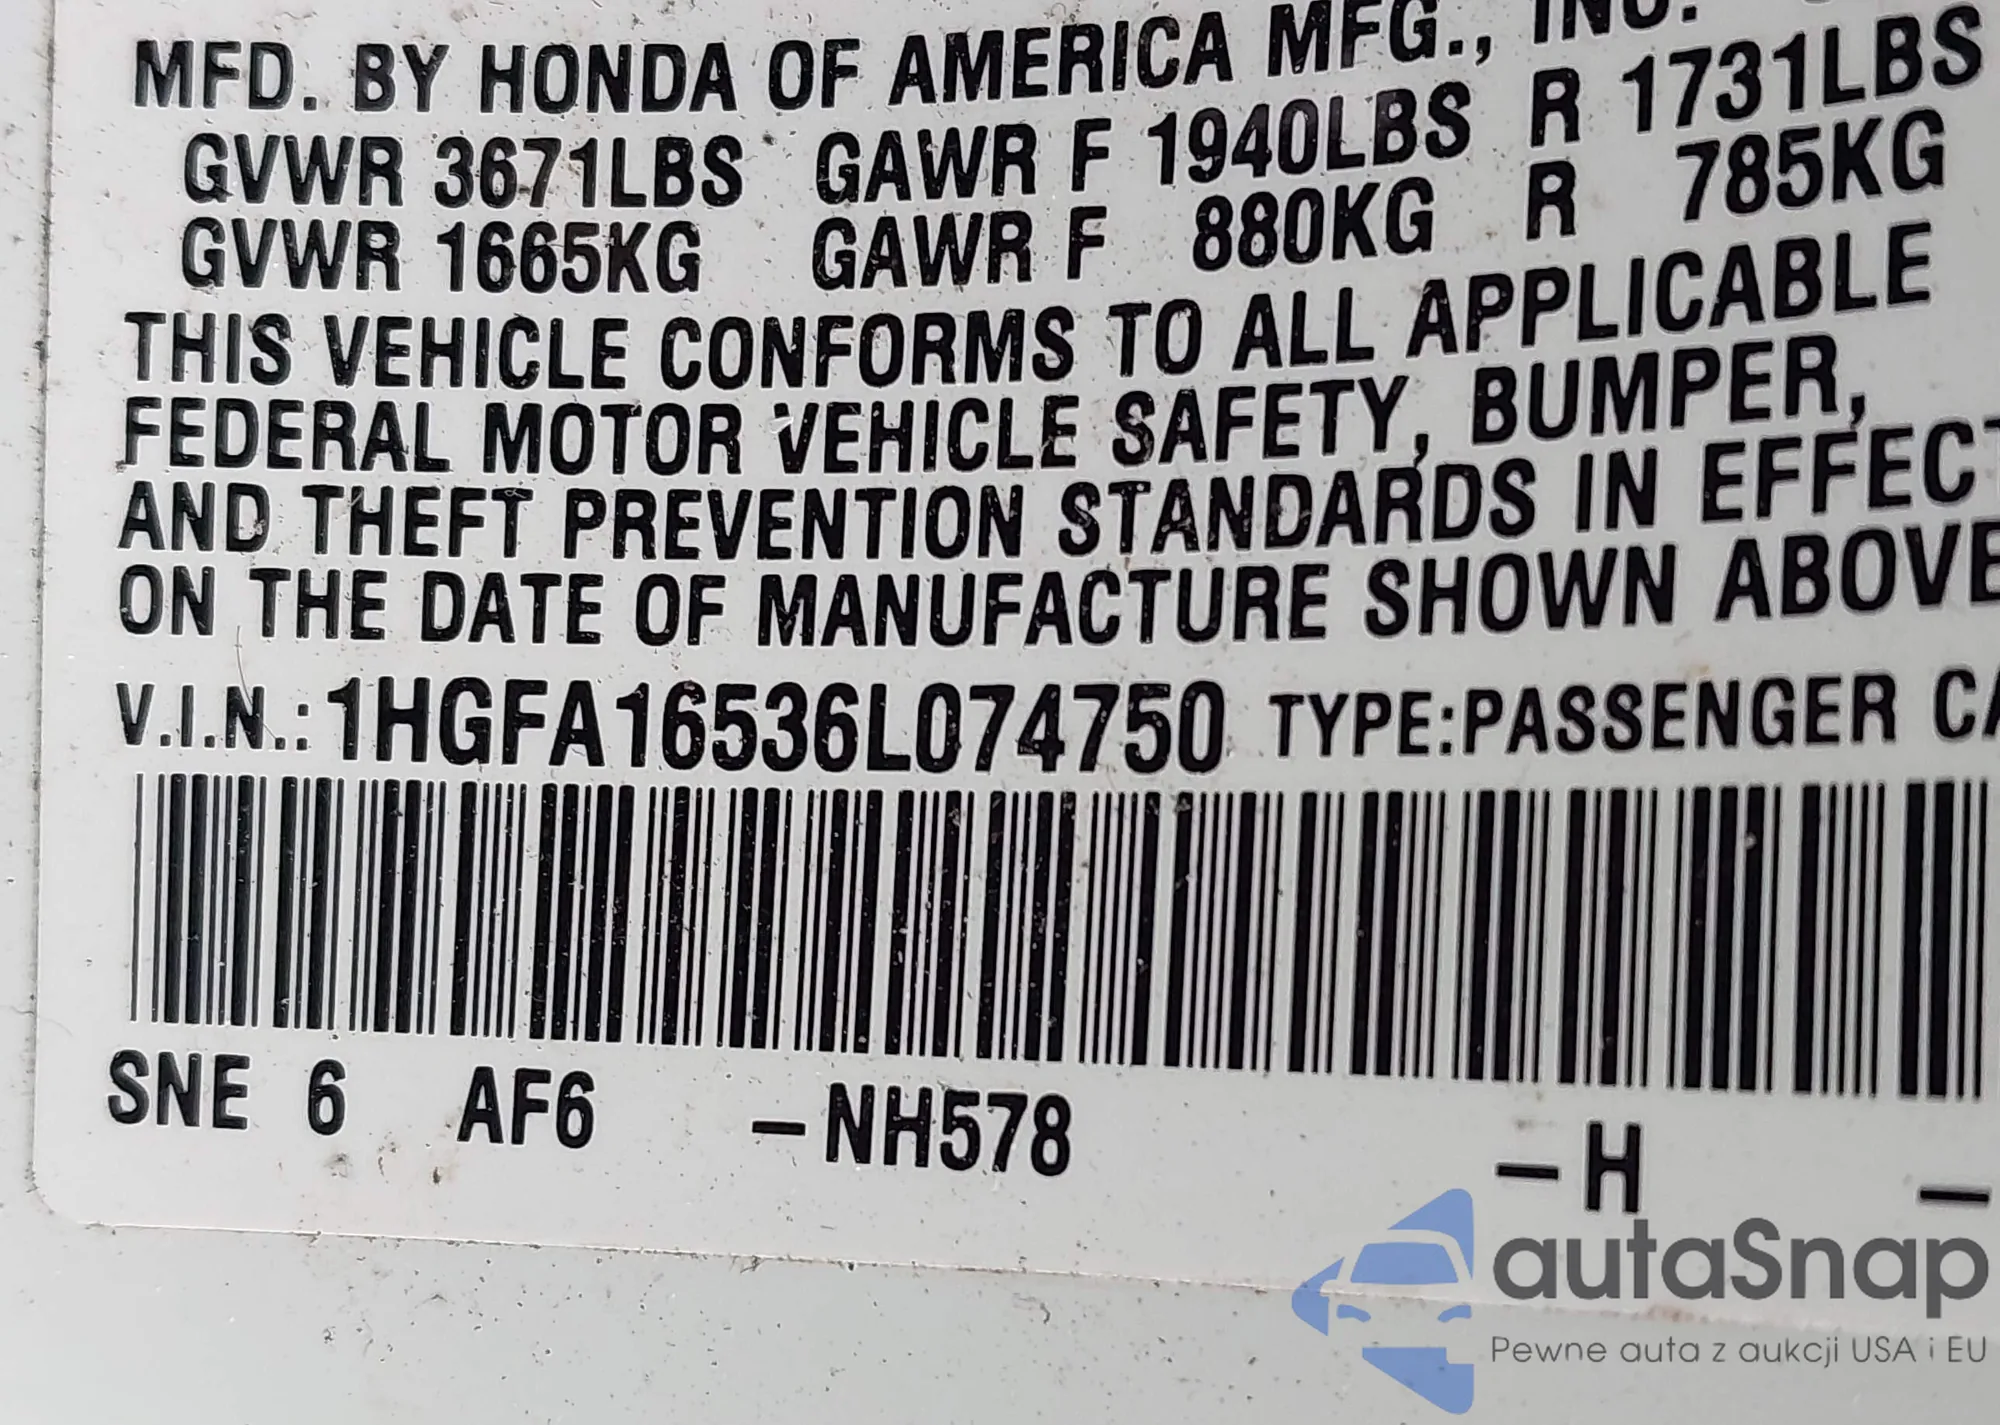 MFD. BY HONDA OF AMERICA MFG., INC.
GVWR 3671LBS GAWR F 1940LBS R 1731LBS
GVWR 1665KG GAWR F 880KG R 785KG
THIS VEHICLE CONFORMS TO ALL APPLICABLE
FEDERAL MOTOR VEHICLE SAFETY, BUMPER,
AND THEFT PREVENTION STANDARDS IN EFFECT
ON THE DATE OF MANUFACTURE SHOWN ABOVE
V.I.N.: 1HGFA16536L074750 TYPE:PASSENGER CA
SNE 6 AF6 -NH578 -H -
autaSnap
Pewne auta z aukcji USA i EU